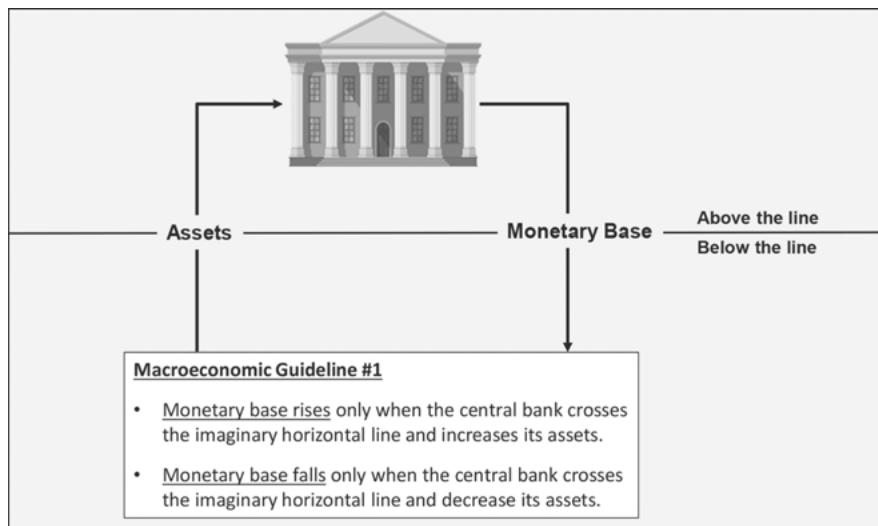 Assets
Monetary Base
Above the line
Below the line
Macroeconomic Guideline #1
• Monetary base rises only when the central bank crosses
the imaginary horizontal line and increases its assets.
• Monetary base falls only when the central bank crosses
the imaginary horizontal line and decrease its assets.